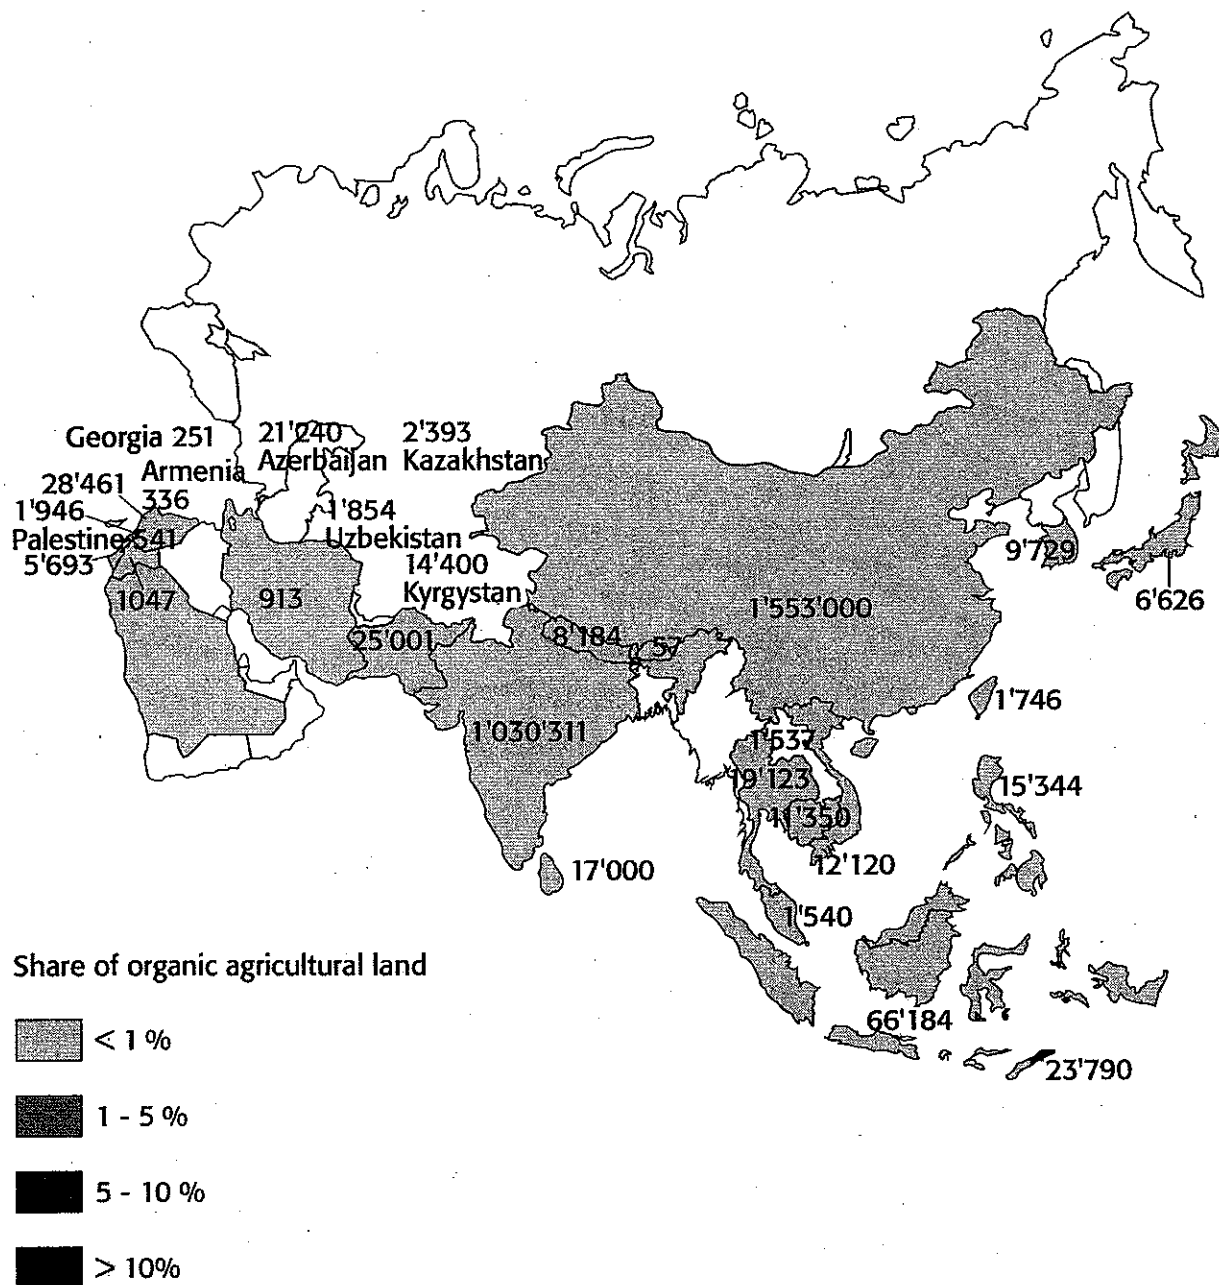 Georgia 251
21'240
Azerbaijan
2'393
Kazakhstan
Armenia
336
28'461
1'946
Palestine 541
5'693
1'854
Uzbekistan
14'400
Kyrgystan
1047
913
25'001
8'184
57
1'553'000
9'729
6'626
1'030'311
1'746
1'537
19'123
11'350
15'344
12'120
17'000
1'540
66'184
23'790
Share of organic agricultural land
< 1 %
1 - 5 %
5 - 10 %
> 10%